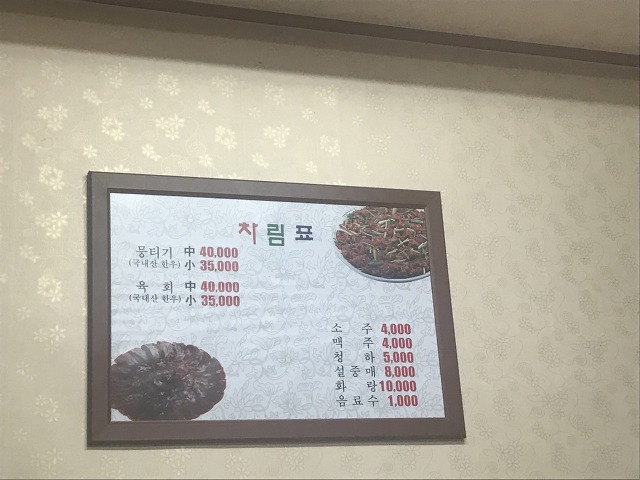 차림표
뭉티기 中 40,000
(국내산 한우) 小 35,000
육 회 中 40,000
(국내산 한우) 小 35,000
소 주 4,000
맥 주 4,000
청 하 5,000
설중매 8,000
화 랑 10,000
음료수 1,000